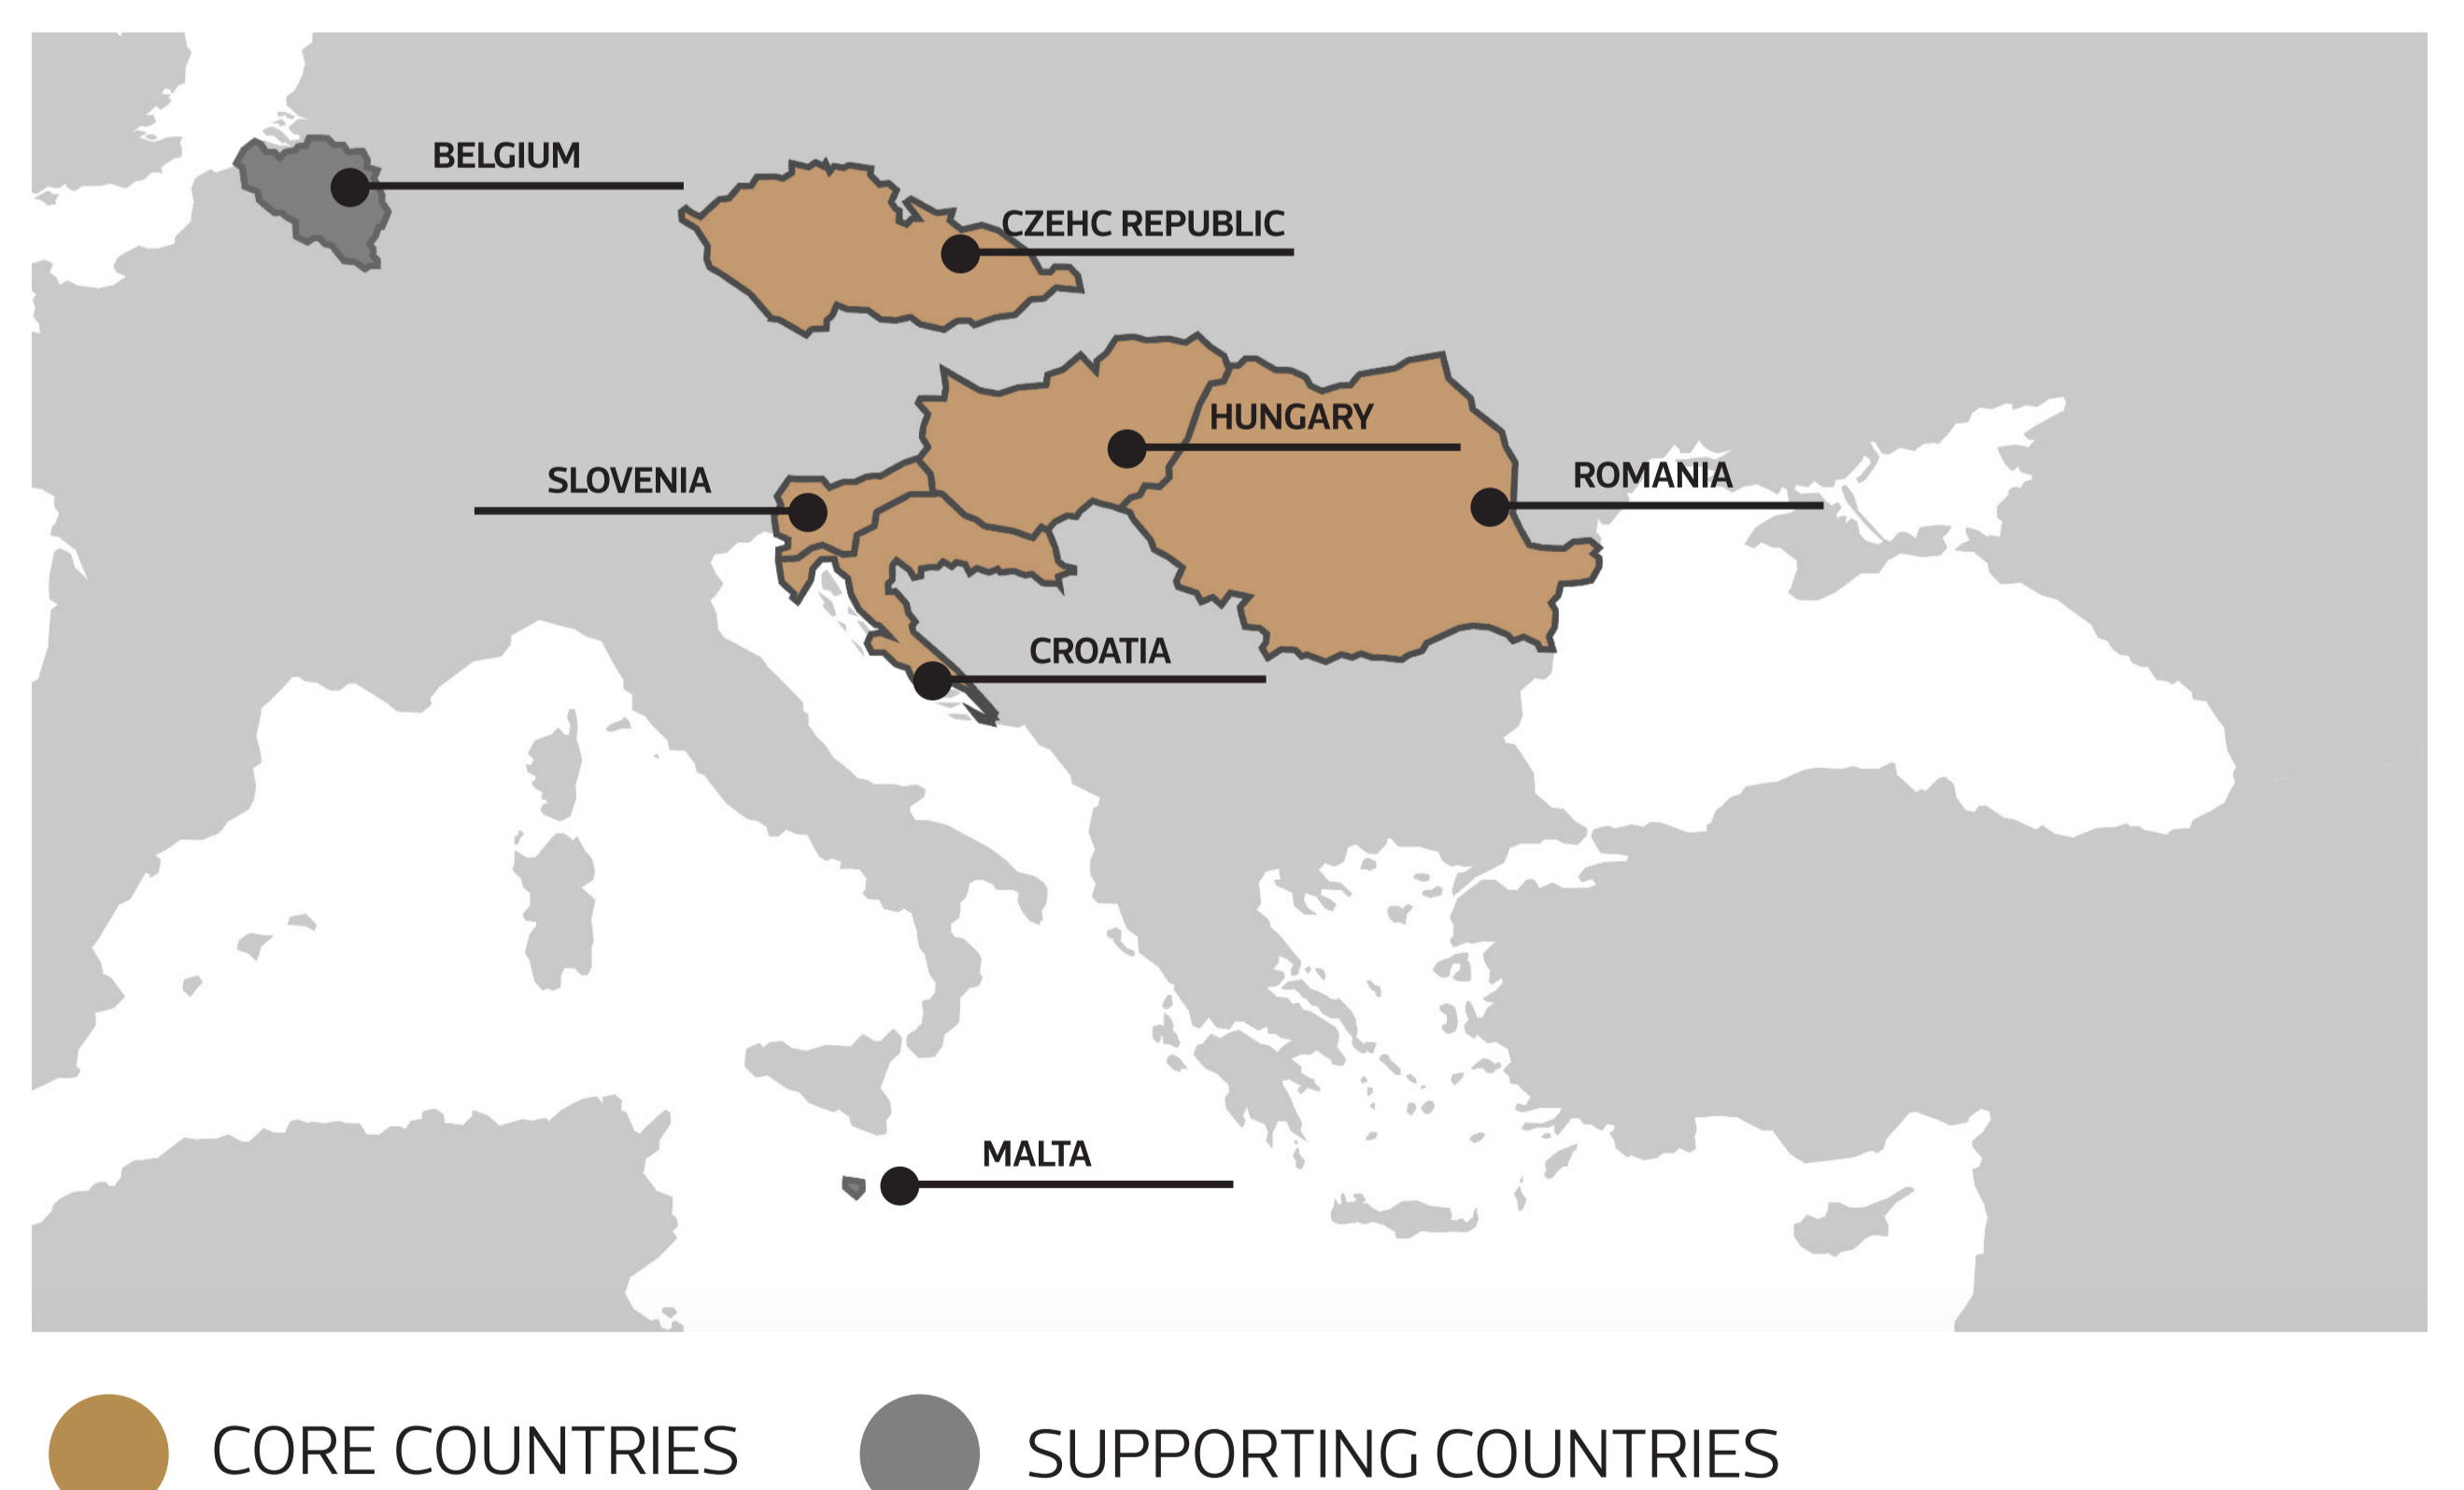 BELGIUM
CZEHC REPUBLIC
HUNGARY
SLOVENIA
ROMANIA
CROATIA
MALTA
CORE COUNTRIES
SUPPORTING COUNTRIES